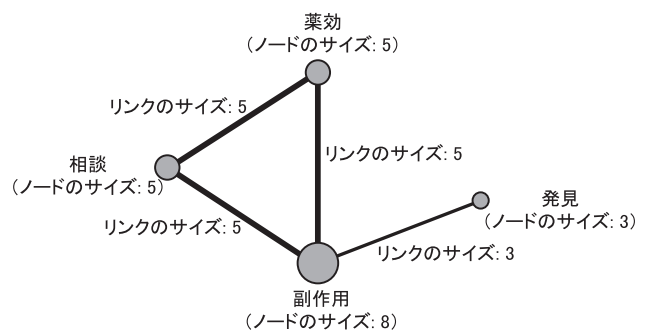 薬効
(ノードのサイズ: 5)
リンクのサイズ: 5
リンクのサイズ: 5
相談
(ノードのサイズ: 5)
発見
(ノードのサイズ: 3)
リンクのサイズ: 5
リンクのサイズ: 3
副作用
(ノードのサイズ: 8)